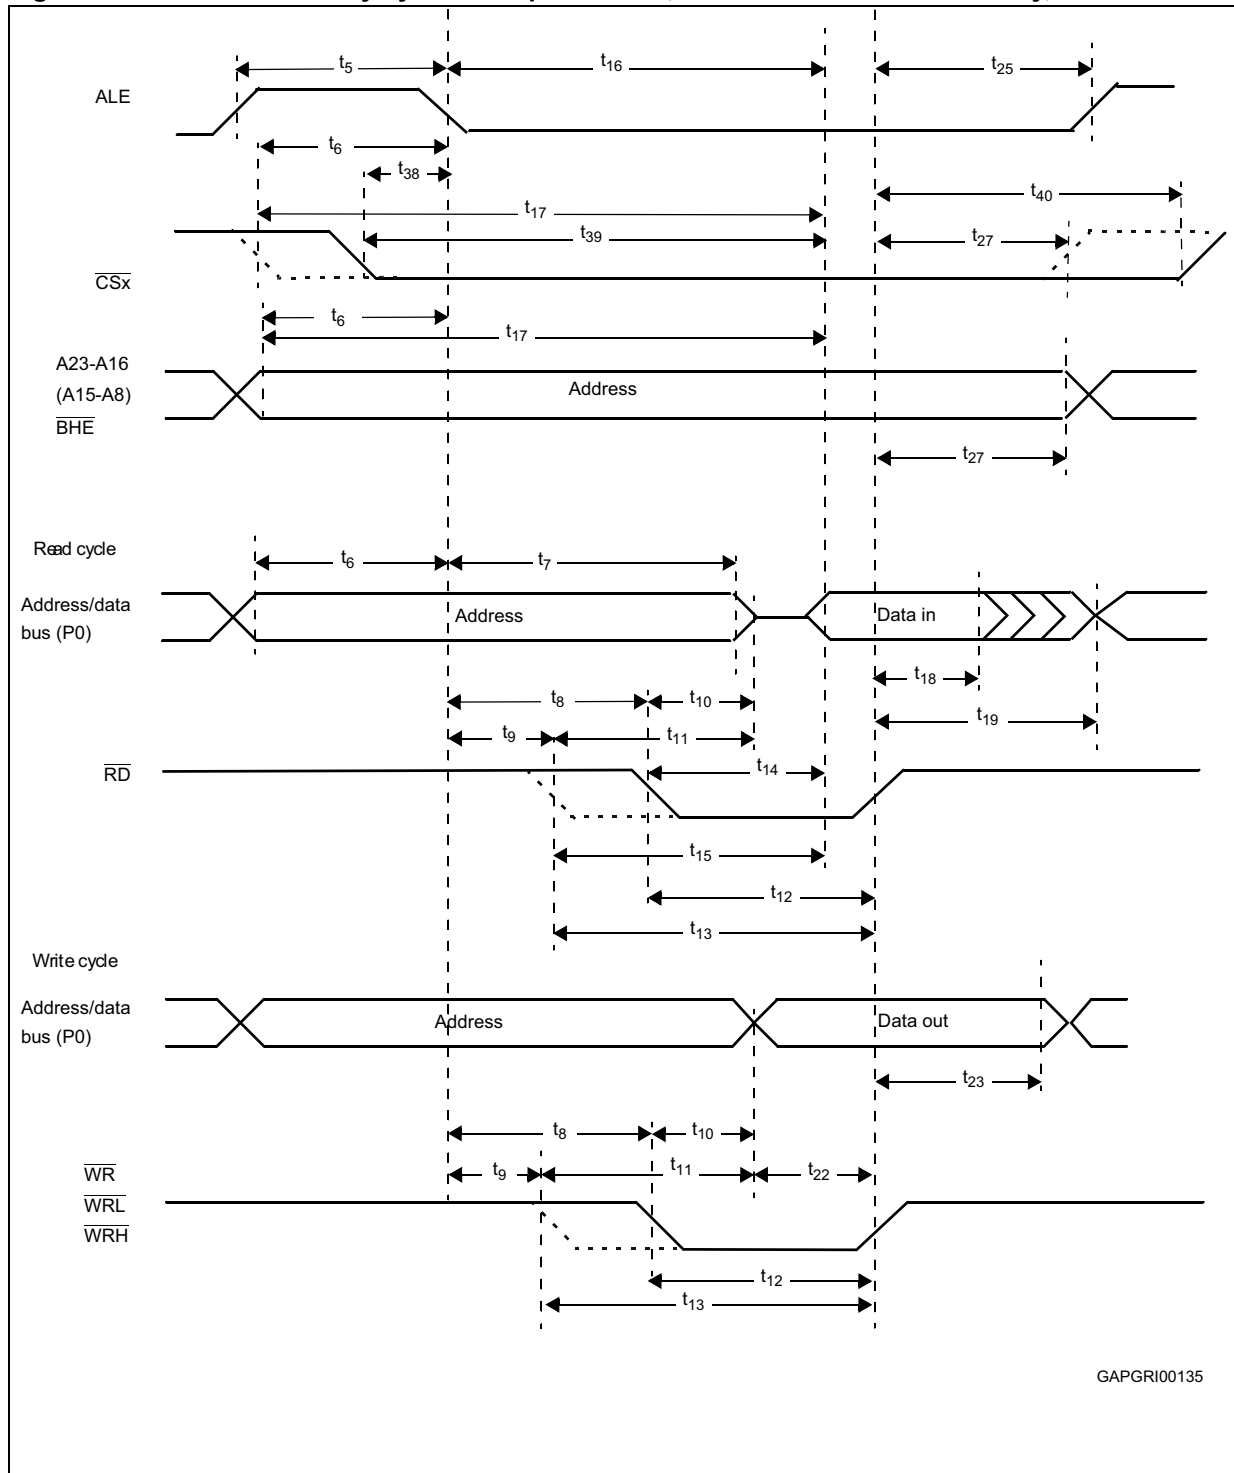 t5
t16
t25
ALE
t6
t38
t40
t17
t39
t27
CSx
t6
t17
A23-A16
(A15-A8)
Address
BHE
t27
Read cycle
t6
t7
Address/data
bus (P0)
Address
Data in
t18
t8
t10
t19
t9
t11
RD
t14
t15
t12
t13
Write cycle
Address/data
bus (P0)
Address
Data out
t23
t8
t10
WR
t9
t11
t22
WRL
WRH
t12
t13
GAPGRI00135